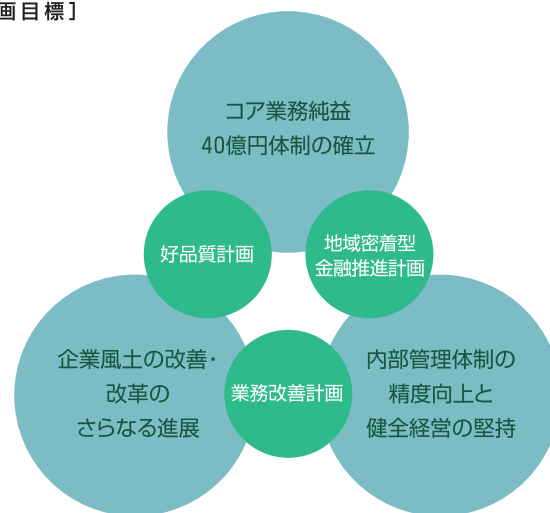 画目標]
コア業務純益
40億円体制の確立
好品質計画
地域密着型
金融推進計画
企業風土の改善・
改革の
さらなる進展
業務改善計画
内部管理体制の
精度向上と
健全経営の堅持